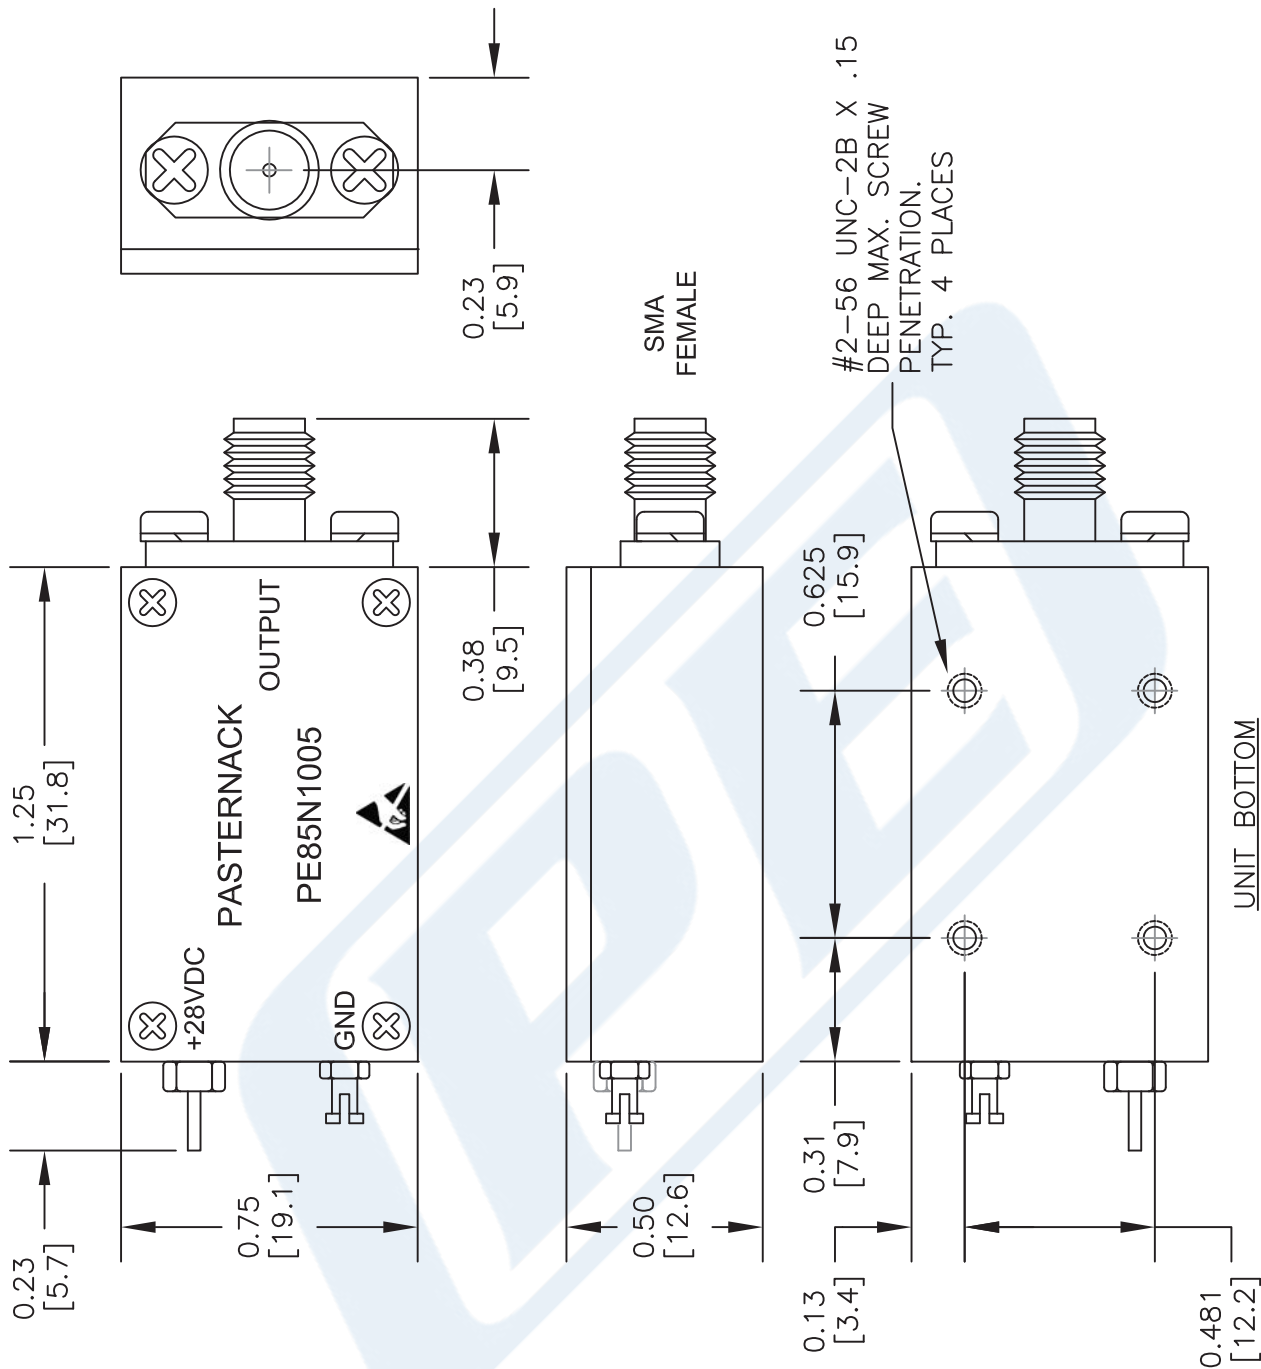 0.23
[5.9]
SMA
FEMALE
#2-56 UNC-2B X .15
DEEP MAX. SCREW
PENETRATION.
TYP. 4 PLACES
1.25
[31.8]
OUTPUT
PASTERNACK
PE85N1005
+28VDC
GND
0.38
[9.5]
0.625
[15.9]
0.23
[5.7]
0.75
[19.1]
0.50
[12.6]
0.31
[7.9]
0.13
[3.4]
0.481
[12.2]
UNIT BOTTOM
PE